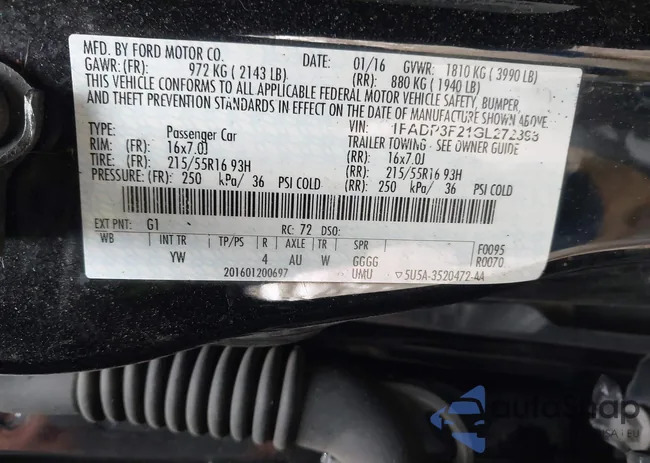 MFD. BY FORD MOTOR CO. DATE: 01/16 GVWR: 1810 KG ( 3990 LB)
GAWR:(FR): 972 KG ( 2143 LB) (RR): 880 KG ( 1940 LB)
THIS VEHICLE CONFORMS TO ALL APPLICABLE FEDERAL MOTOR VEHICLE SAFETY, BUMPER,
AND THEFT PREVENTION STANDARDS IN EFFECT ON THE DATE OF MANUFACTURE SHOWN ABOVE.
VIN: 1FADP3F21GL272393
TYPE: Passenger Car TRAILER TOWING - SEE OWNER GUIDE
RIM: (FR): 16x7.0J (RR): 16x7.0J
TIRE: (FR): 215/55R16 93H (RR): 215/55R16 93H
PRESSURE: (FR): 250 kPa/ 36 PSI COLD (RR): 250 kPa/ 36 PSI COLD
EXT PNT: G1 RC: 72 DSO:
WB INT TR TP/PS R AXLE TR SPR F0095
YW 4 AU W GGGG R0070
201601200697 UMU ▽5U5A-3520472-AA
autoSnap